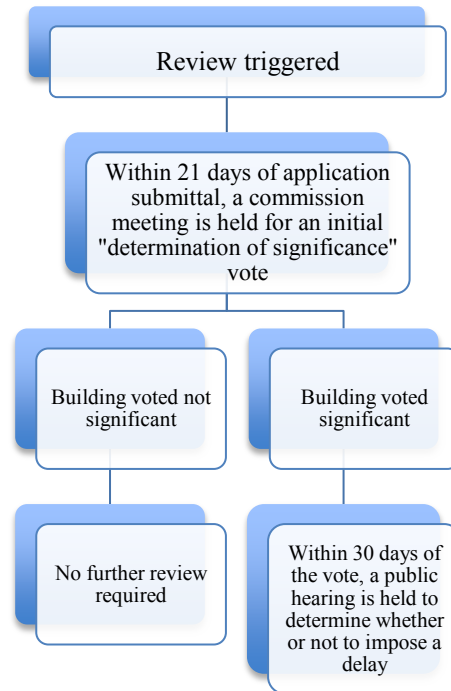 Review triggered
Within 21 days of application
submittal, a commission
meeting is held for an initial
"determination of significance"
vote
Building voted not
significant
Building voted
significant
No further review
required
Within 30 days of
the vote, a public
hearing is held to
determine whether
or not to impose a
delay